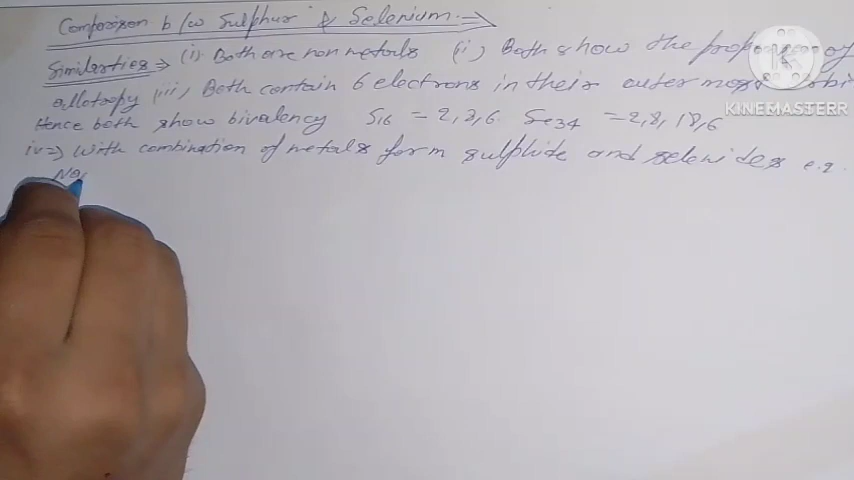 Comparison b/w Sulphur & Selenium :→
Similarties ⇒ (i) Both are non metals (ii) Both show the property of
allotropy (iii) Both contain 6 electrons in their outer most
Hence both show bivalency S16 = 2,8,6. Se34 = 2,8,18,6
iv ⇒ With combination of metals form sulphide and selenides e.g.
Na
KINEMASTER